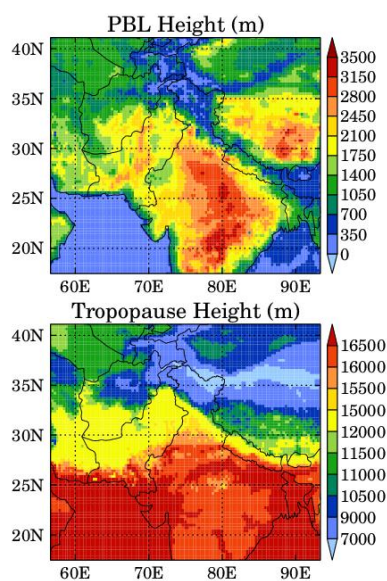 PBL Height (m)
40N
35N
30N
25N
20N
60E 70E 80E 90E
3500
3150
2800
2450
2100
1750
1400
1050
700
350
0
Tropopause Height (m)
40N
35N
30N
25N
20N
60E 70E 80E 90E
16500
16000
15500
15000
12000
11500
11000
10500
9000
7000